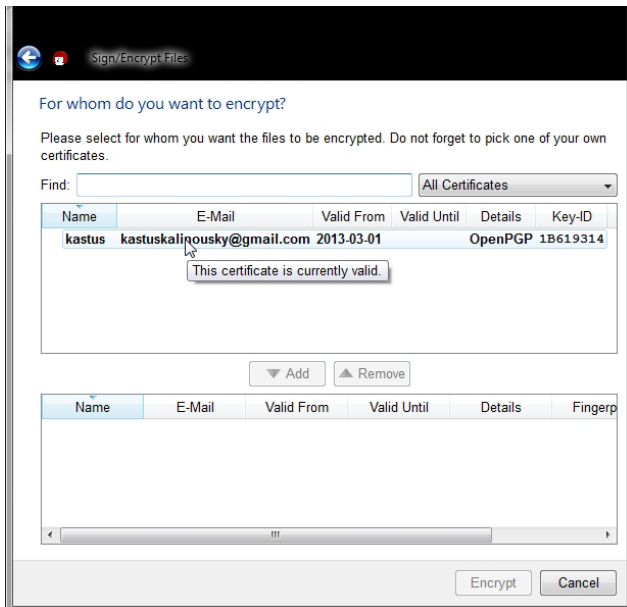 Sign/Encrypt Files
For whom do you want to encrypt?
Please select for whom you want the files to be encrypted. Do not forget to pick one of your own
certificates.
Find: All Certificates
Name E-Mail Valid From Valid Until Details Key-ID
kastus kastuskalinousky@gmail.com 2013-03-01 OpenPGP 1B619314
This certificate is currently valid.
Add Remove
Name E-Mail Valid From Valid Until Details Fingerp
Encrypt Cancel